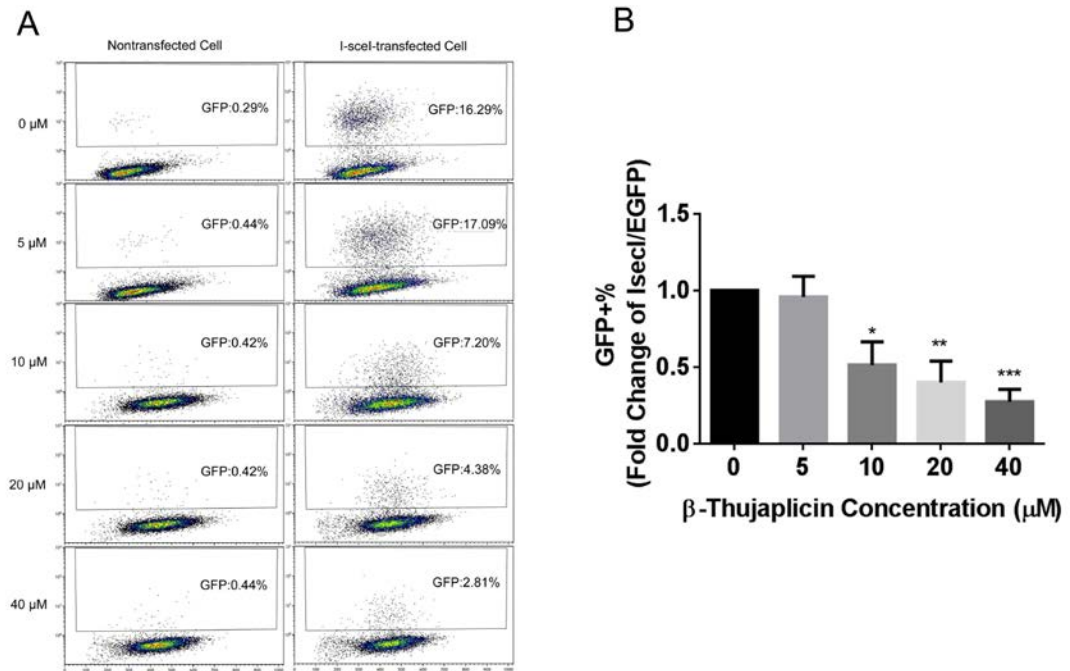 A
Nontransfected Cell
I-sceI-transfected Cell
0 µM
GFP:0.29%
GFP:16.29%
5 µM
GFP:0.44%
GFP:17.09%
10 µM
GFP:0.42%
GFP:7.20%
20 µM
GFP:0.42%
GFP:4.38%
40 µM
GFP:0.44%
GFP:2.81%
B
GFP+%
(Fold Change of IsecI/EGFP)
1.5
1.0
0.5
0.0
*
**
***
0 5 10 20 40
β-Thujaplicin Concentration (µM)